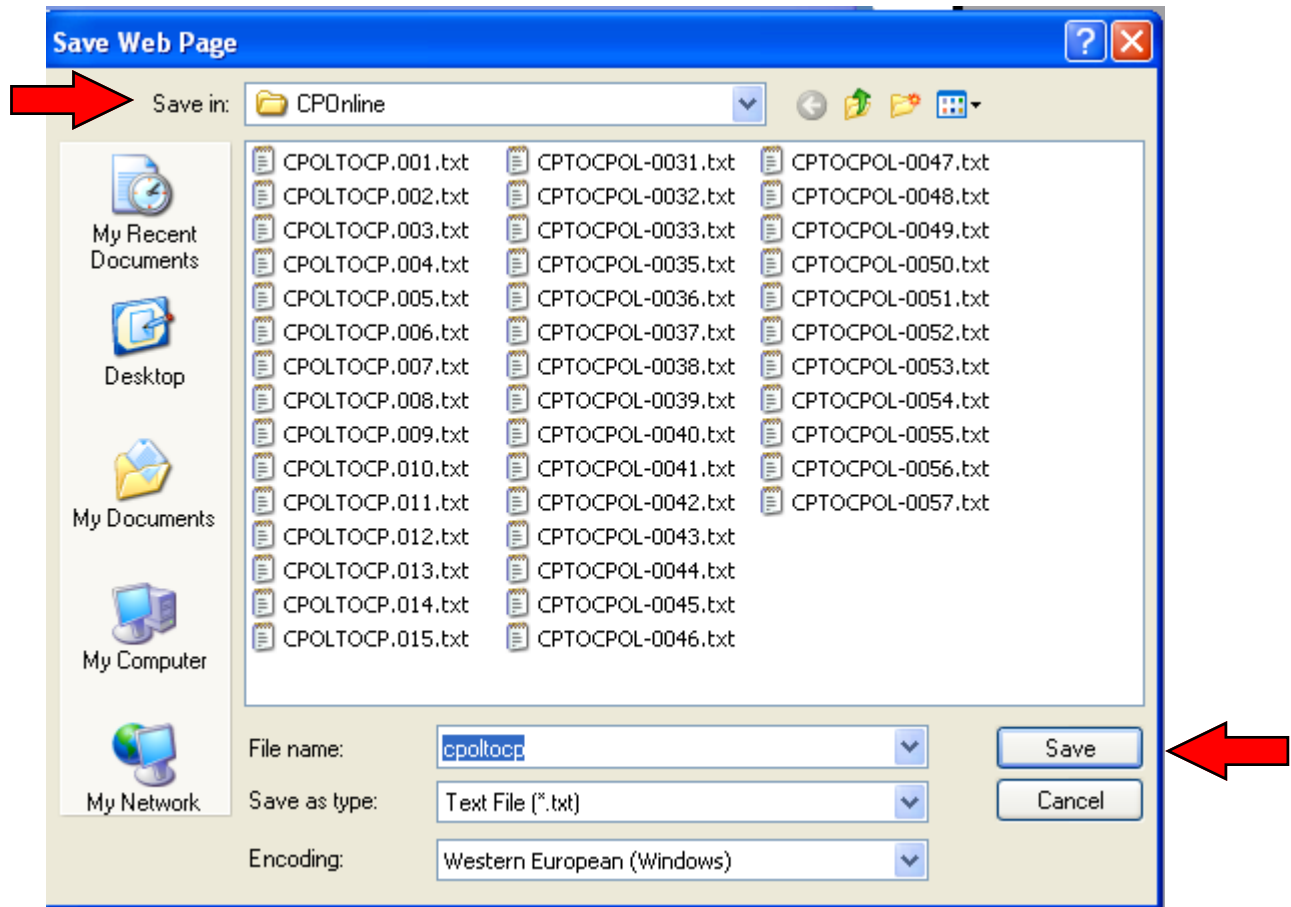 Save Web Page
Save in: CPOnline
My Recent
Documents
Desktop
My Documents
My Computer
My Network
CPOLTOCP.001.txt
CPOLTOCP.002.txt
CPOLTOCP.003.txt
CPOLTOCP.004.txt
CPOLTOCP.005.txt
CPOLTOCP.006.txt
CPOLTOCP.007.txt
CPOLTOCP.008.txt
CPOLTOCP.009.txt
CPOLTOCP.010.txt
CPOLTOCP.011.txt
CPOLTOCP.012.txt
CPOLTOCP.013.txt
CPOLTOCP.014.txt
CPOLTOCP.015.txt
CPTOCPOL-0031.txt
CPTOCPOL-0032.txt
CPTOCPOL-0033.txt
CPTOCPOL-0035.txt
CPTOCPOL-0036.txt
CPTOCPOL-0037.txt
CPTOCPOL-0038.txt
CPTOCPOL-0039.txt
CPTOCPOL-0040.txt
CPTOCPOL-0041.txt
CPTOCPOL-0042.txt
CPTOCPOL-0043.txt
CPTOCPOL-0044.txt
CPTOCPOL-0045.txt
CPTOCPOL-0046.txt
CPTOCPOL-0047.txt
CPTOCPOL-0048.txt
CPTOCPOL-0049.txt
CPTOCPOL-0050.txt
CPTOCPOL-0051.txt
CPTOCPOL-0052.txt
CPTOCPOL-0053.txt
CPTOCPOL-0054.txt
CPTOCPOL-0055.txt
CPTOCPOL-0056.txt
CPTOCPOL-0057.txt
File name: cpoltocp
Save
Save as type: Text File (*.txt)
Cancel
Encoding: Western European (Windows)